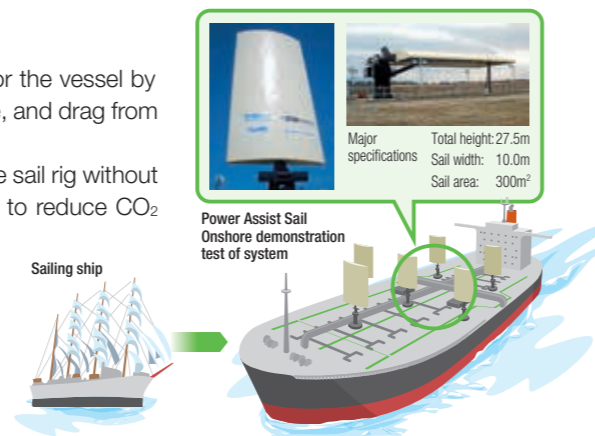 or the vessel by
, and drag from
e sail rig without
to reduce CO₂
Major
specifications
Total height: 27.5m
Sail width: 10.0m
Sail area: 300m²
Power Assist Sail
Onshore demonstration
test of system
Sailing ship